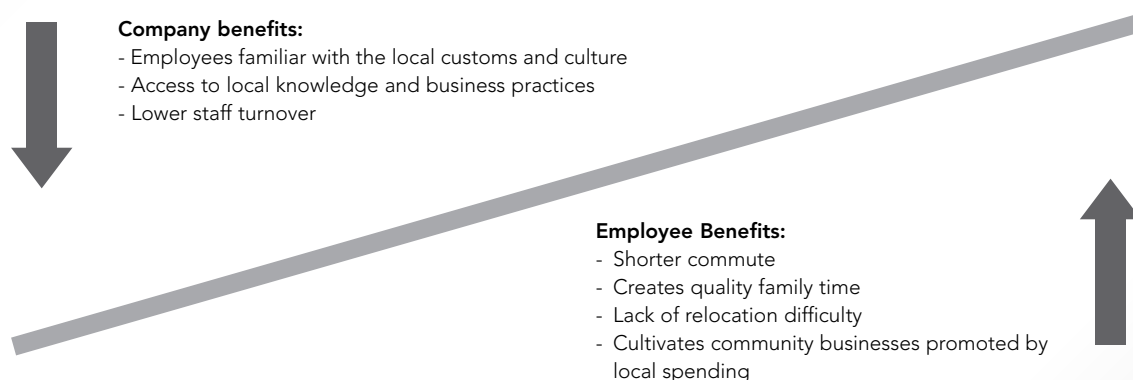 Company benefits:
- Employees familiar with the local customs and culture
- Access to local knowledge and business practices
- Lower staff turnover
Employee Benefits:
- Shorter commute
- Creates quality family time
- Lack of relocation difficulty
- Cultivates community businesses promoted by
local spending